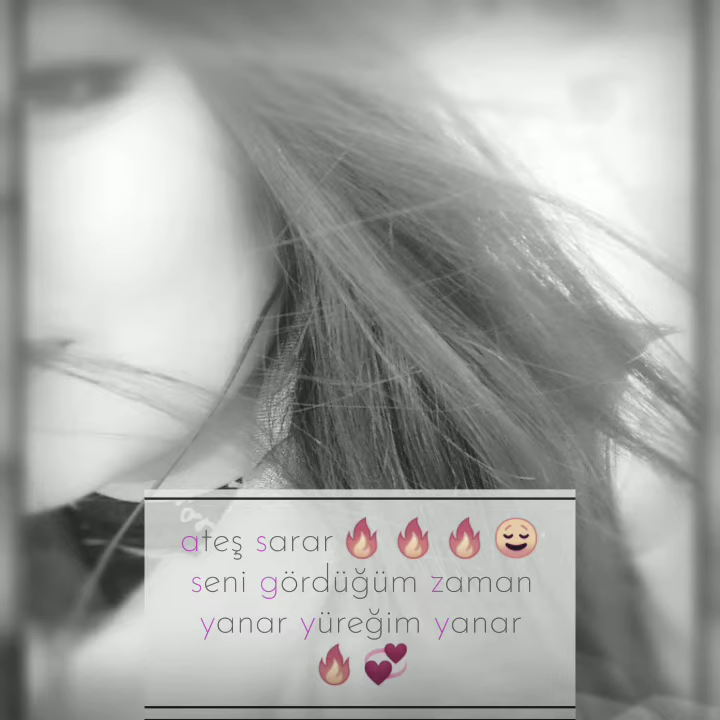 ateş sarar 🔥 🔥 🔥 😌
seni gördüğüm zaman
yanar yüreğim yanar
🔥 💞